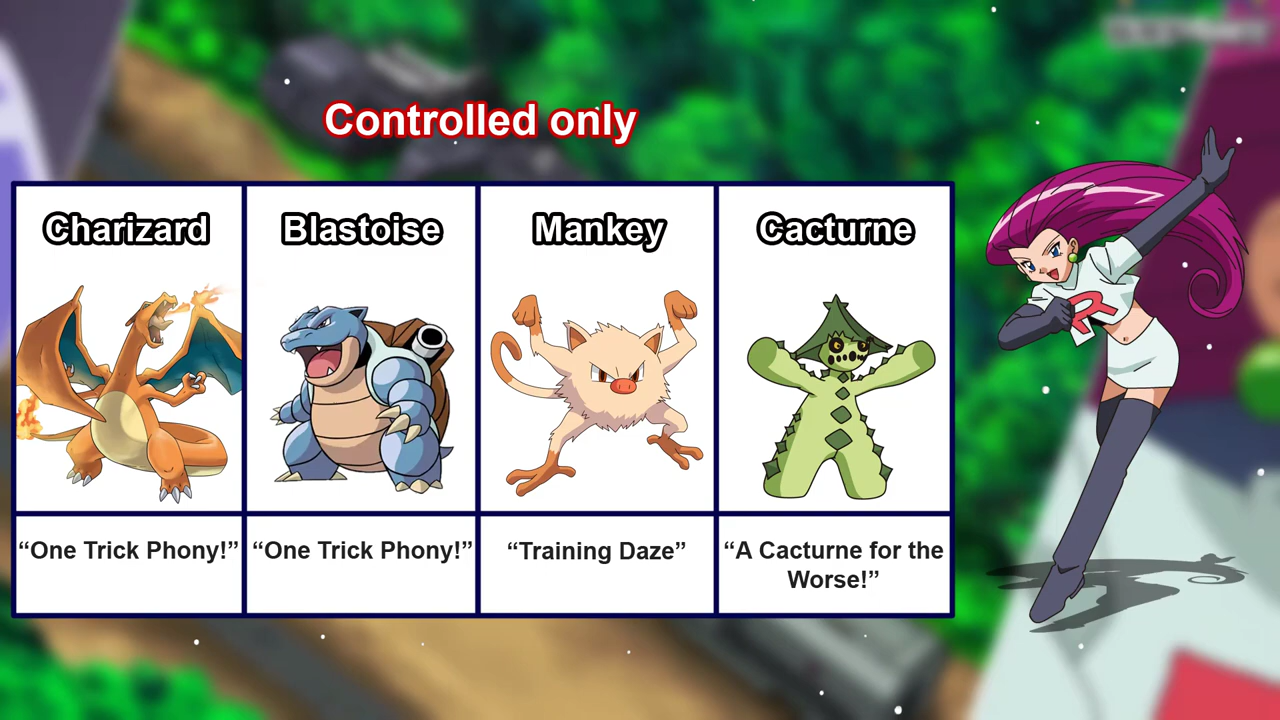 Controlled only
Charizard
Blastoise
Mankey
Cacturne
“One Trick Phony!”
“One Trick Phony!”
“Training Daze”
“A Cacturne for the
Worse!”
R